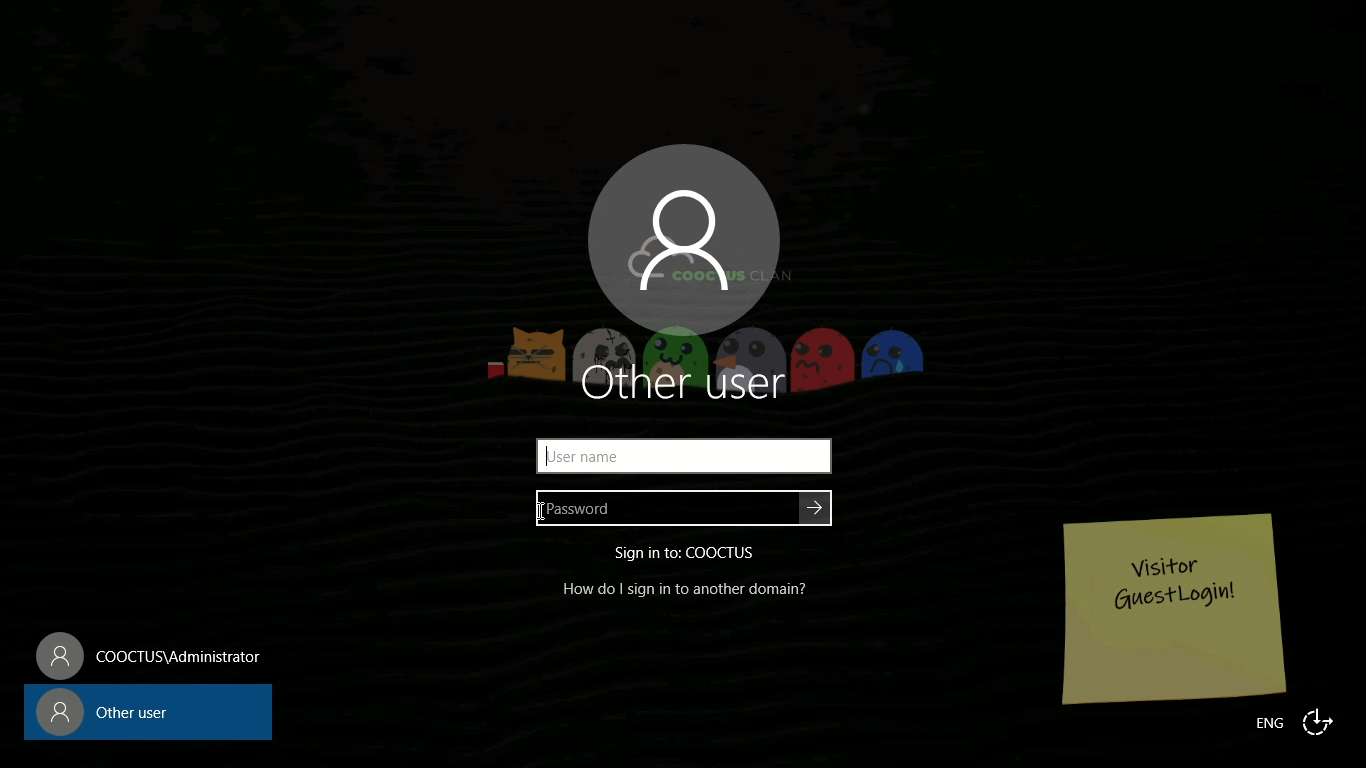 COOCTUS CLAN
Other user
User name
Password
Sign in to: COOCTUS
How do I sign in to another domain?
Visitor
GuestLogin!
COOCTUS\Administrator
Other user
ENG